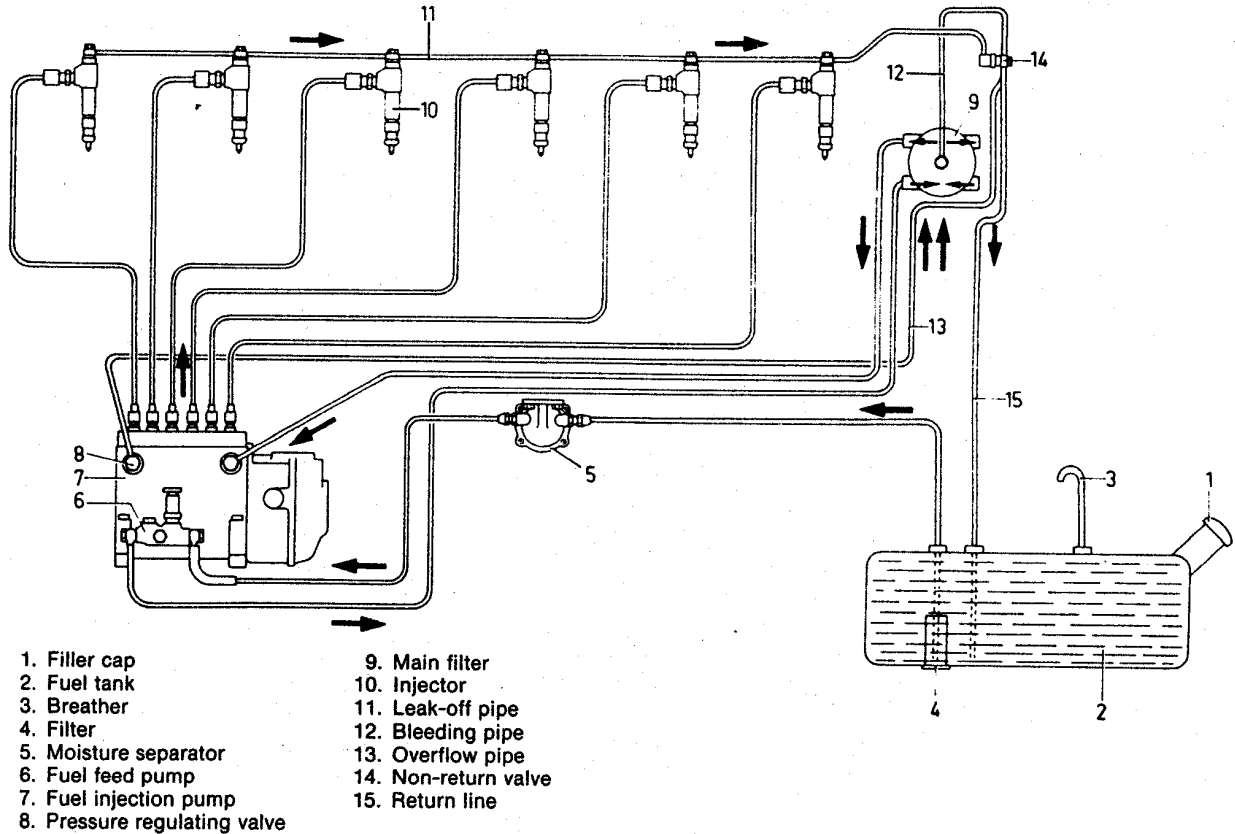 11
14
12
9
10
13
15
8
7
6
5
3
1
4
2
1. Filler cap
2. Fuel tank
3. Breather
4. Filter
5. Moisture separator
6. Fuel feed pump
7. Fuel injection pump
8. Pressure regulating valve
9. Main filter
10. Injector
11. Leak-off pipe
12. Bleeding pipe
13. Overflow pipe
14. Non-return valve
15. Return line